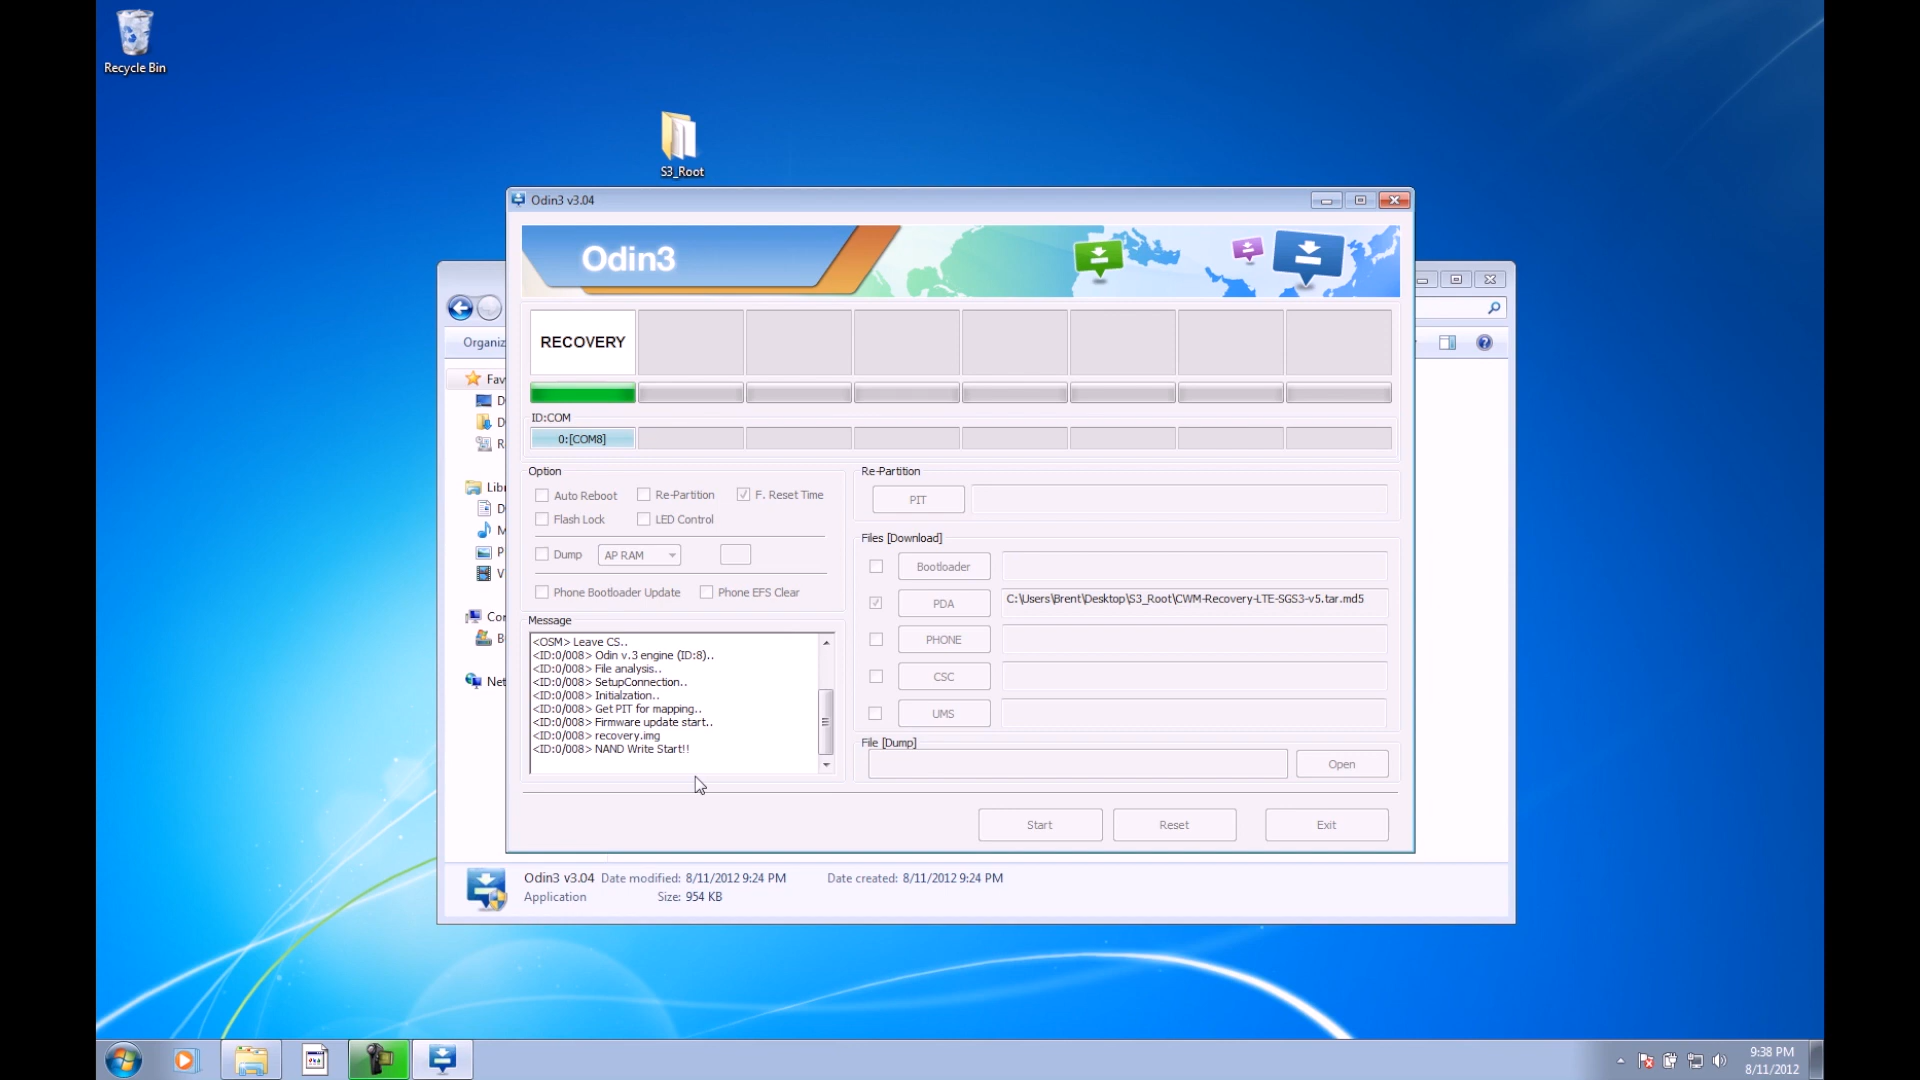 Recycle Bin
S3_Root
Odin3 v3.04
Odin3
RECOVERY
ID:COM
0:[COM8]
Option
Auto Reboot
Re-Partition
F. Reset Time
Flash Lock
LED Control
Dump
AP RAM
Phone Bootloader Update
Phone EFS Clear
Message
<OSM> Leave CS..
<ID:0/008> Odin v.3 engine (ID:8)..
<ID:0/008> File analysis..
<ID:0/008> SetupConnection..
<ID:0/008> Initialzation..
<ID:0/008> Get PIT for mapping..
<ID:0/008> Firmware update start..
<ID:0/008> recovery.img
<ID:0/008> NAND Write Start!!
Re-Partition
PIT
Files [Download]
Bootloader
PDA
C:\Users\Brent\Desktop\S3_Root\CWM-Recovery-LTE-SGS3-v5.tar.md5
PHONE
CSC
UMS
File [Dump]
Open
Start
Reset
Exit
Organiz
Fav
D
D
R
Libr
D
M
P
V
Con
B
Net
Odin3 v3.04 Date modified: 8/11/2012 9:24 PM Date created: 8/11/2012 9:24 PM
Application Size: 954 KB
9:38 PM
8/11/2012